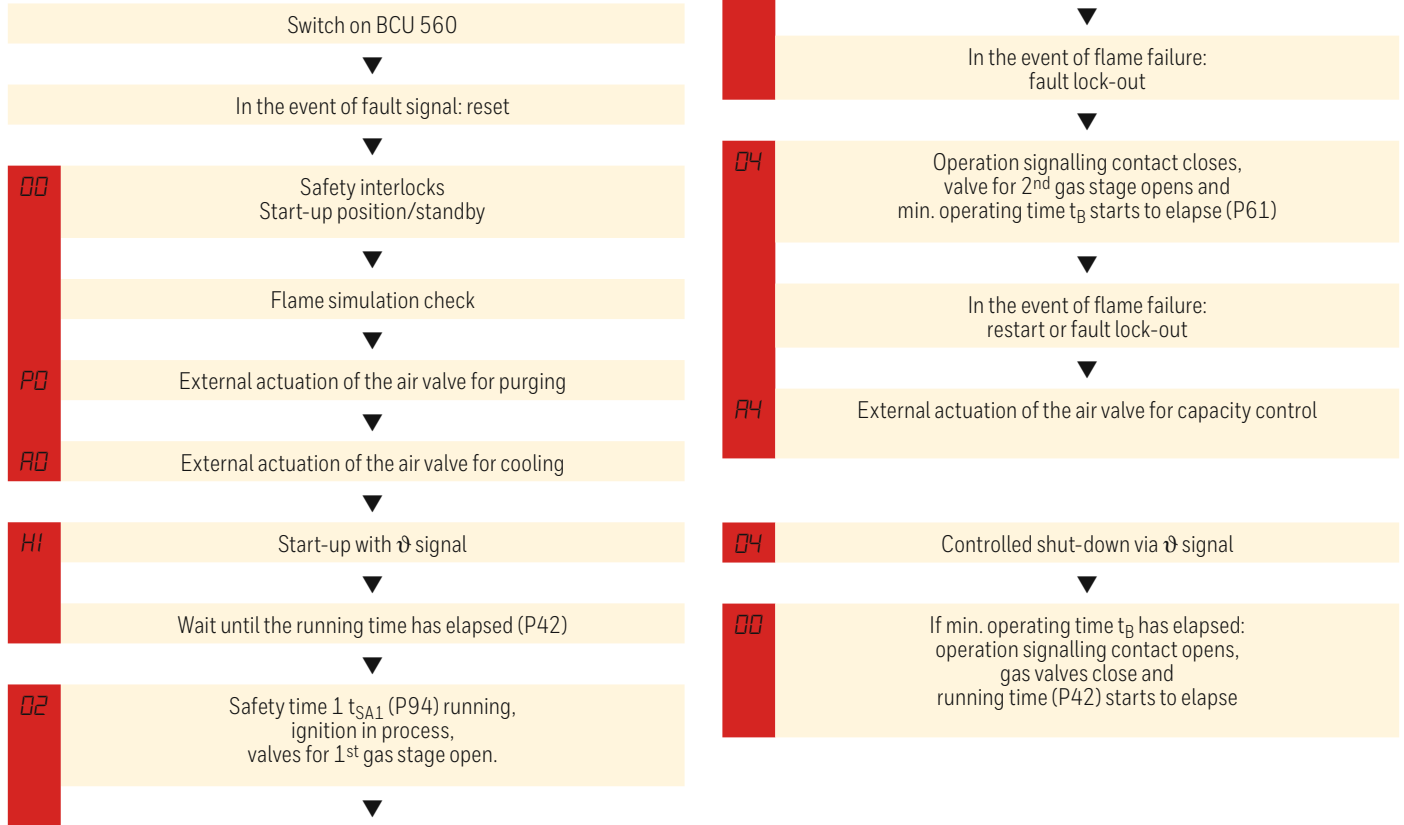 Switch on BCU 560
In the event of fault signal: reset
00
Safety interlocks
Start-up position/standby
Flame simulation check
P0
External actuation of the air valve for purging
A0
External actuation of the air valve for cooling
H1
Start-up with ϑ signal
Wait until the running time has elapsed (P42)
02
Safety time 1 tSA1 (P94) running,
ignition in process,
valves for 1st gas stage open.
In the event of flame failure:
fault lock-out
04
Operation signalling contact closes,
valve for 2nd gas stage opens and
min. operating time tB starts to elapse (P61)
In the event of flame failure:
restart or fault lock-out
A4
External actuation of the air valve for capacity control
04
Controlled shut-down via ϑ signal
00
If min. operating time tB has elapsed:
operation signalling contact opens,
gas valves close and
running time (P42) starts to elapse